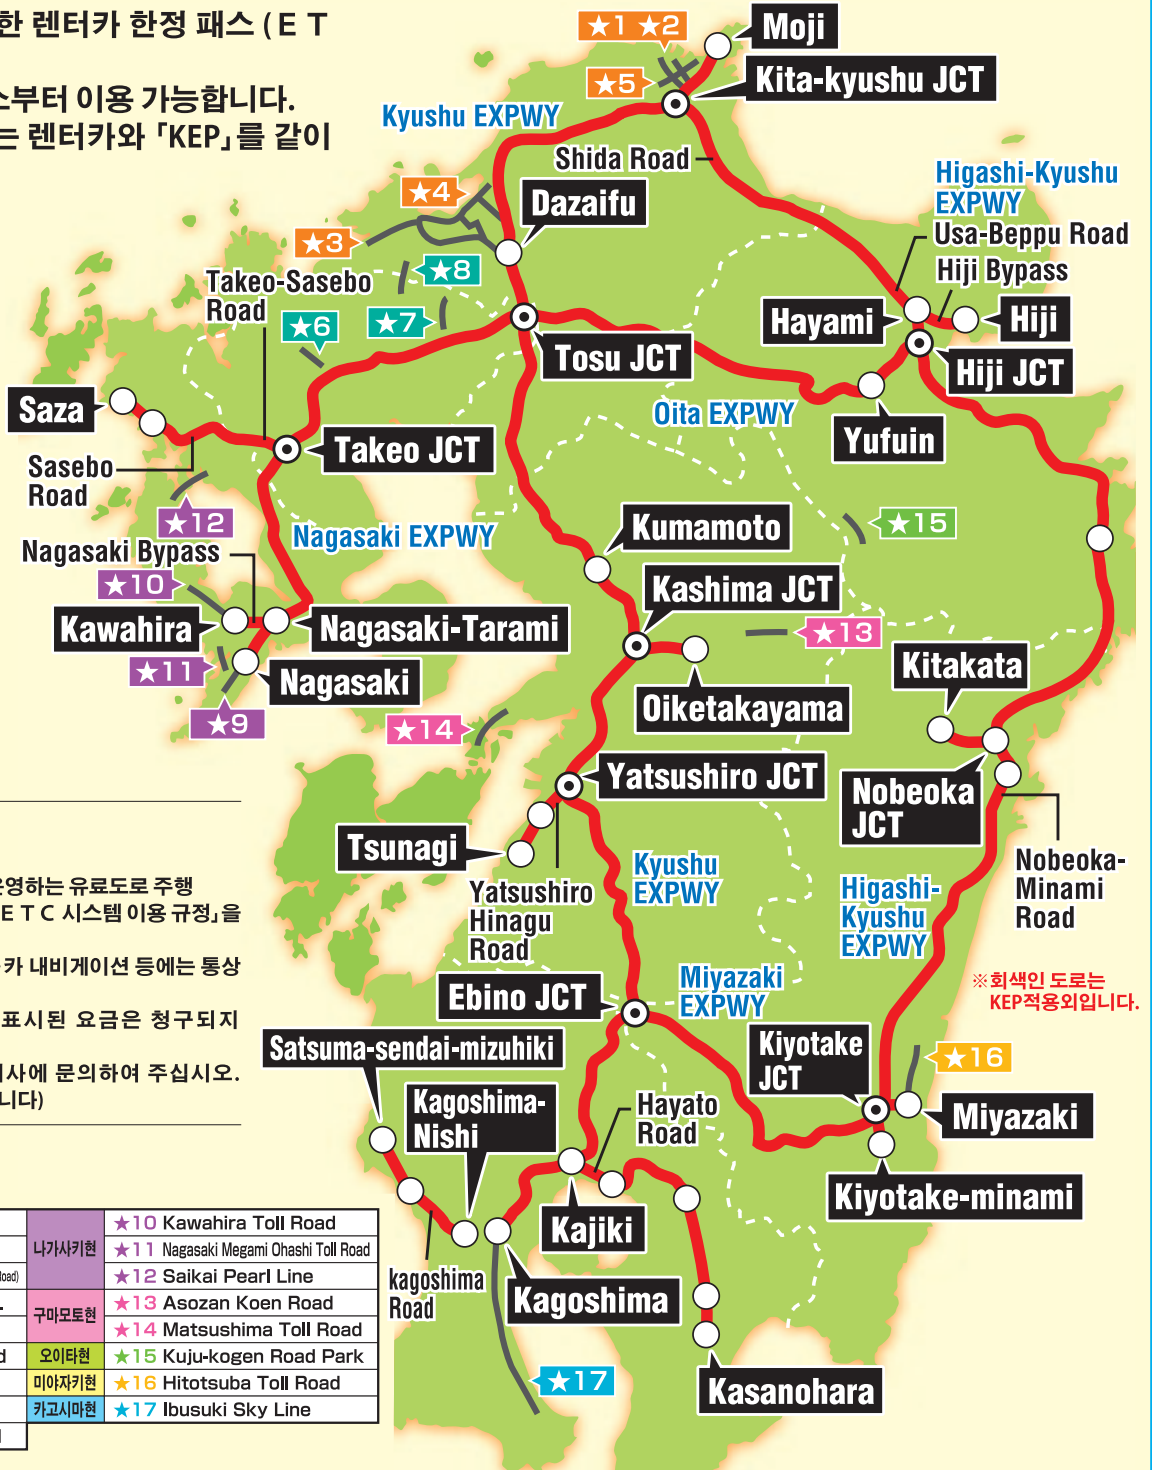 한 렌터카 한정 패스 (E T
스부터 이용 가능합니다.
는 렌터카와 「KEP」를 같이
★1 ★2
Moji
★5
Kita-kyushu JCT
Kyushu EXPWY
Shida Road
Higashi-Kyushu
EXPWY
★4
Dazaifu
Usa-Beppu Road
★3
Hiji Bypass
★8
Takeo-Sasebo
Road
★6
★7
Hayami
Hiji
Tosu JCT
Hiji JCT
Saza
Oita EXPWY
Yufuin
Takeo JCT
Sasebo
Road
★12
Nagasaki EXPWY
Kumamoto
★15
Nagasaki Bypass
★10
Kashima JCT
Kawahira
Nagasaki-Tarami
★13
★11
Nagasaki
Kitakata
Oiketakayama
★9
★14
Yatsushiro JCT
Nobeoka
JCT
Tsunagi
Kyushu
EXPWY
Nobeoka-
Minami
Road
Yatsushiro
Hinagu
Road
Higashi-
Kyushu
EXPWY
운영하는 유료도로 주행
E T C 시스템 이용 규정」을
카 내비게이션 등에는 통상
표시된 요금은 청구되지
회사에 문의하여 주십시오.
니다)
Miyazaki
EXPWY
※회색인 도로는
KEP적용외입니다.
Ebino JCT
Satsuma-sendai-mizuhiki
Kiyotake
JCT
★16
Kagoshima-
Nishi
Hayato
Road
Miyazaki
Kiyotake-minami
Kajiki
kagoshima
Road
Kagoshima
★17
Kasanohara
나가사키현
★10 Kawahira Toll Road
★11 Nagasaki Megami Ohashi Toll Road
Road)
★12 Saikai Pearl Line
구마모토현
★13 Asozan Koen Road
★14 Matsushima Toll Road
d
오이타현
★15 Kuju-kogen Road Park
미야자키현
★16 Hitotsuba Toll Road
카고시마현
★17 Ibusuki Sky Line